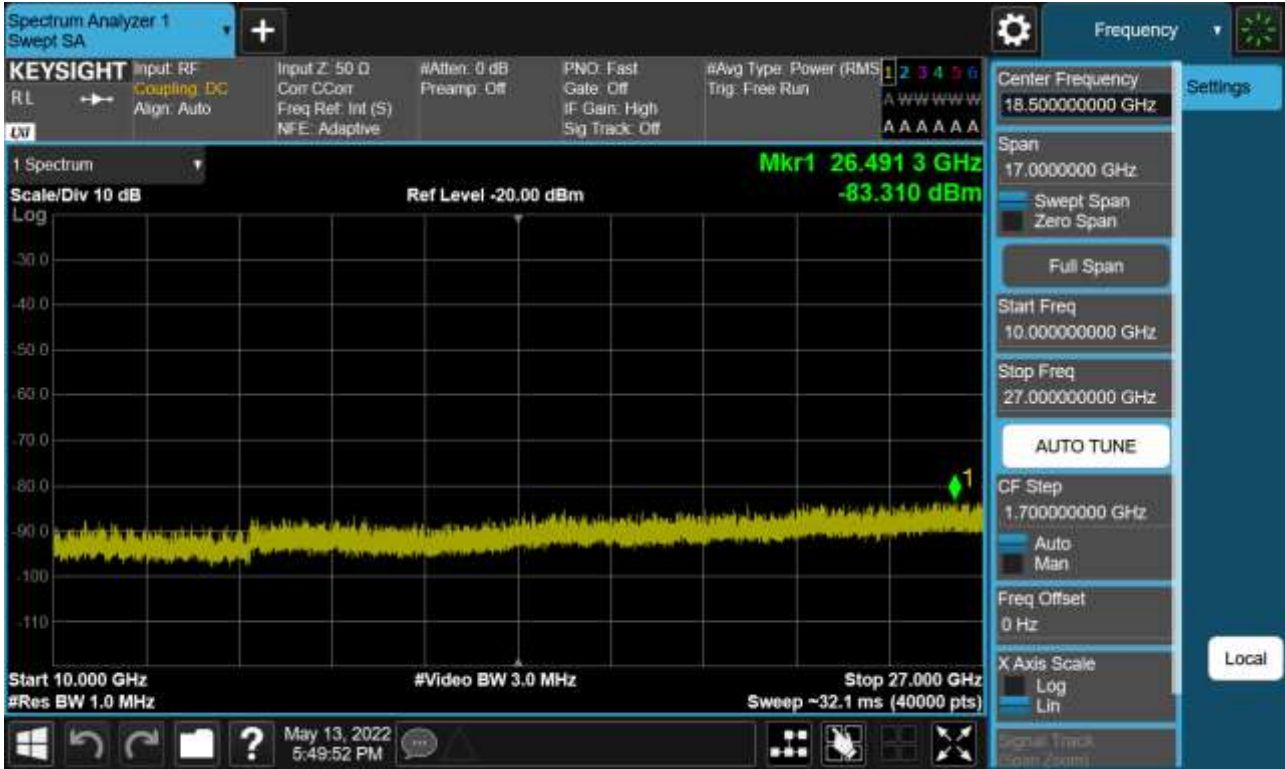 Spectrum Analyzer 1
Swept SA
+
Frequency
KEYSIGHT
RL
LXI
Input: RF
Coupling: DC
Align: Auto
Input Z: 50 Ω
Corr CCorr
Freq Ref: Int (S)
NFE: Adaptive
#Atten: 0 dB
Preamp: Off
PNO: Fast
Gate: Off
IF Gain: High
Sig Track: Off
#Avg Type: Power (RMS
Trig: Free Run
1 2 3 4 5 6
A W W W W W
A A A A A A
1 Spectrum
Scale/Div 10 dB
Ref Level -20.00 dBm
Mkr1 26.491 3 GHz
-83.310 dBm
Log
-30.0
-40.0
-50.0
-60.0
-70.0
-80.0
-90.0
-100
-110
1
Start 10.000 GHz
#Res BW 1.0 MHz
#Video BW 3.0 MHz
Stop 27.000 GHz
Sweep ~32.1 ms (40000 pts)
Center Frequency
18.500000000 GHz
Span
17.0000000 GHz
Swept Span
Zero Span
Full Span
Start Freq
10.000000000 GHz
Stop Freq
27.000000000 GHz
AUTO TUNE
CF Step
1.700000000 GHz
Auto
Man
Freq Offset
0 Hz
X Axis Scale
Log
Lin
Signal Track
(Span Zoom)
Settings
Local
?
May 13, 2022
5:49:52 PM